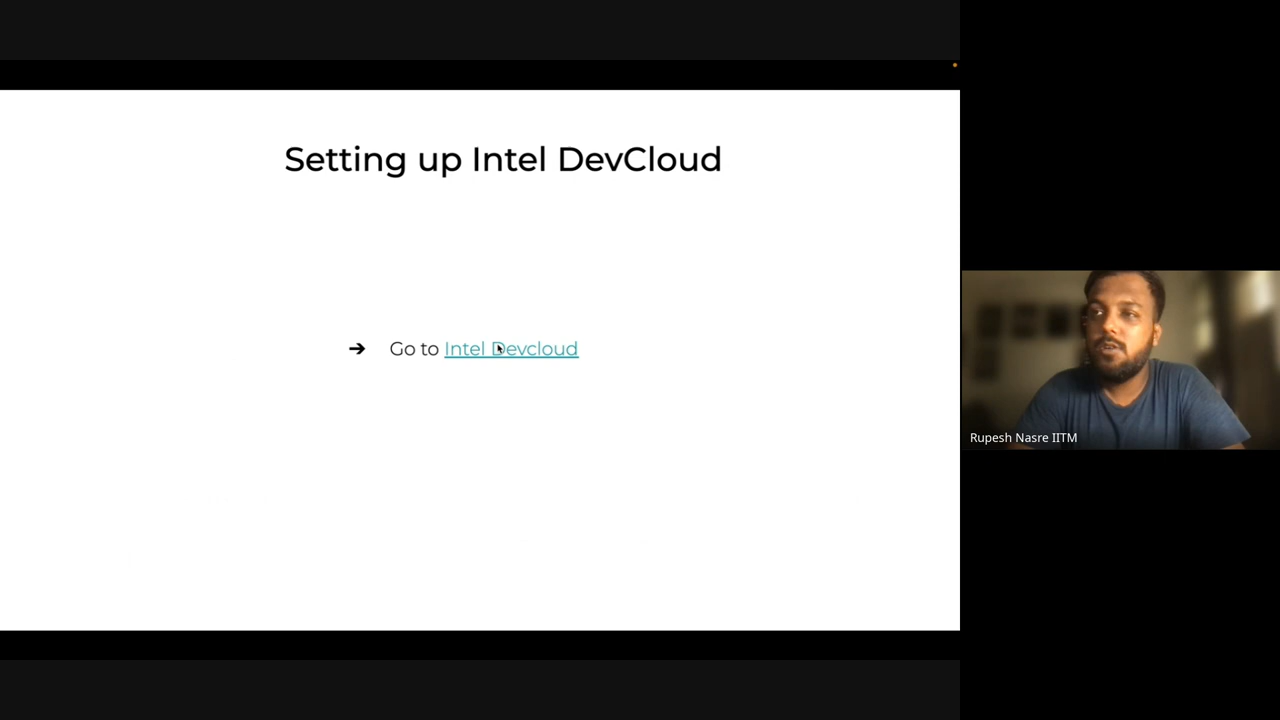 Setting up Intel DevCloud
➔ Go to Intel Devcloud
Rupesh Nasre IITM